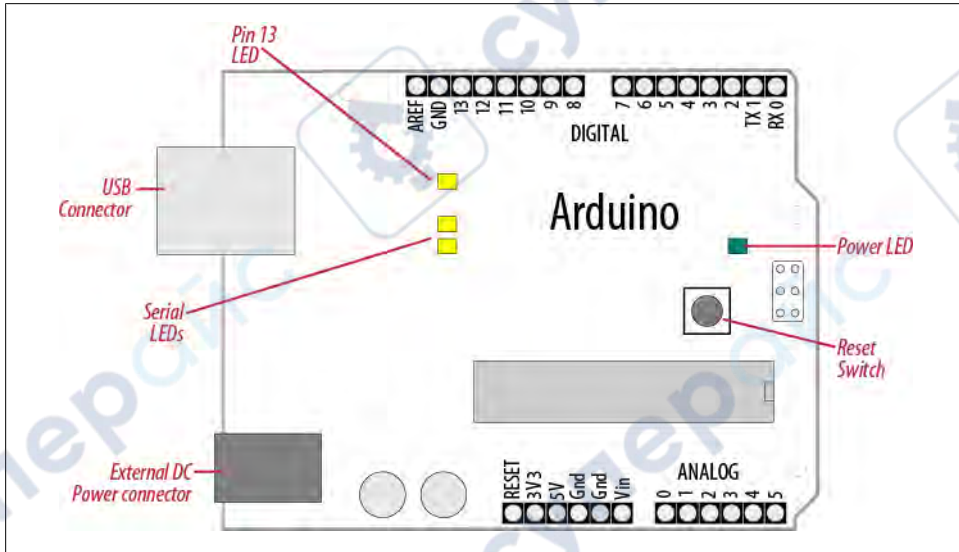 Pin 13
LED
AREF
GND
13
12
11
10
9
8
7
6
5
4
3
2
TX 1
RX 0
DIGITAL
USB
Connector
Arduino
Power LED
Serial
LEDs
Reset
Switch
External DC
Power connector
RESET
3V3
5V
Gnd
Gnd
Vin
ANALOG
0
1
2
3
4
5